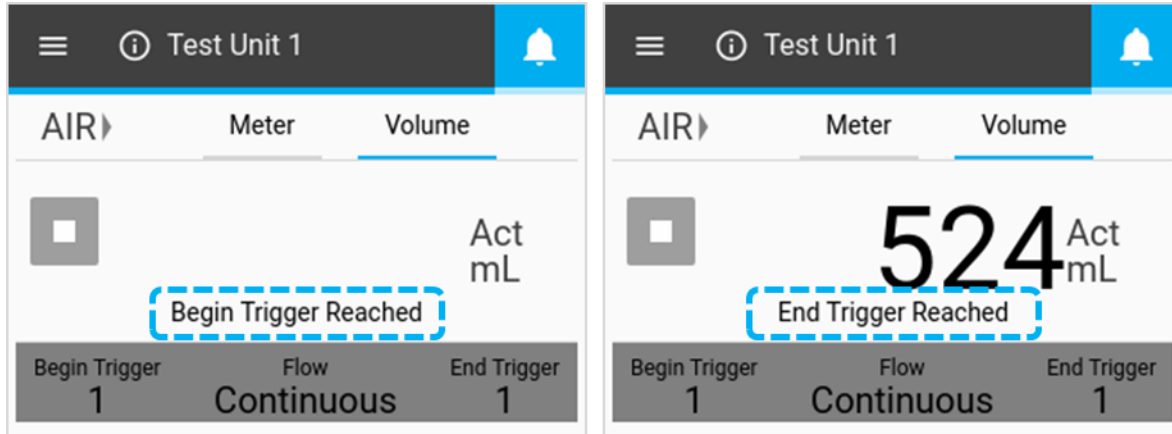 Test Unit 1
AIR
Meter
Volume
Act
mL
Begin Trigger Reached
Begin Trigger
Flow
End Trigger
1
Continuous
1
Test Unit 1
AIR
Meter
Volume
524
Act
mL
End Trigger Reached
Begin Trigger
Flow
End Trigger
1
Continuous
1